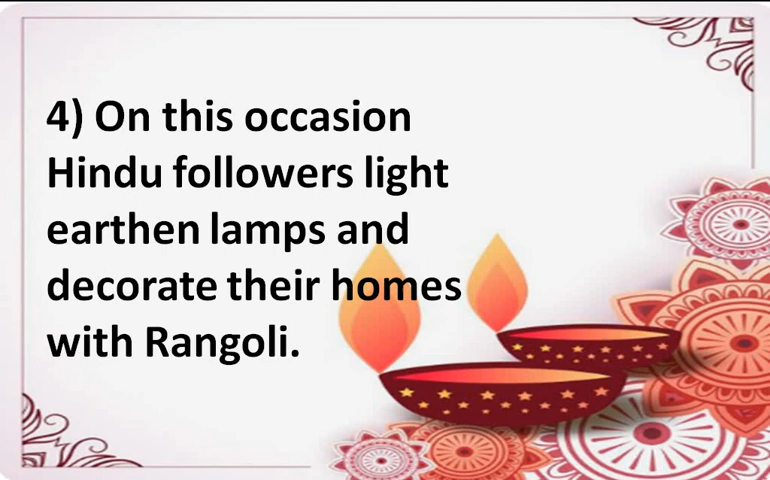 4) On this occasion
Hindu followers light
earthen lamps and
decorate their homes
with Rangoli.